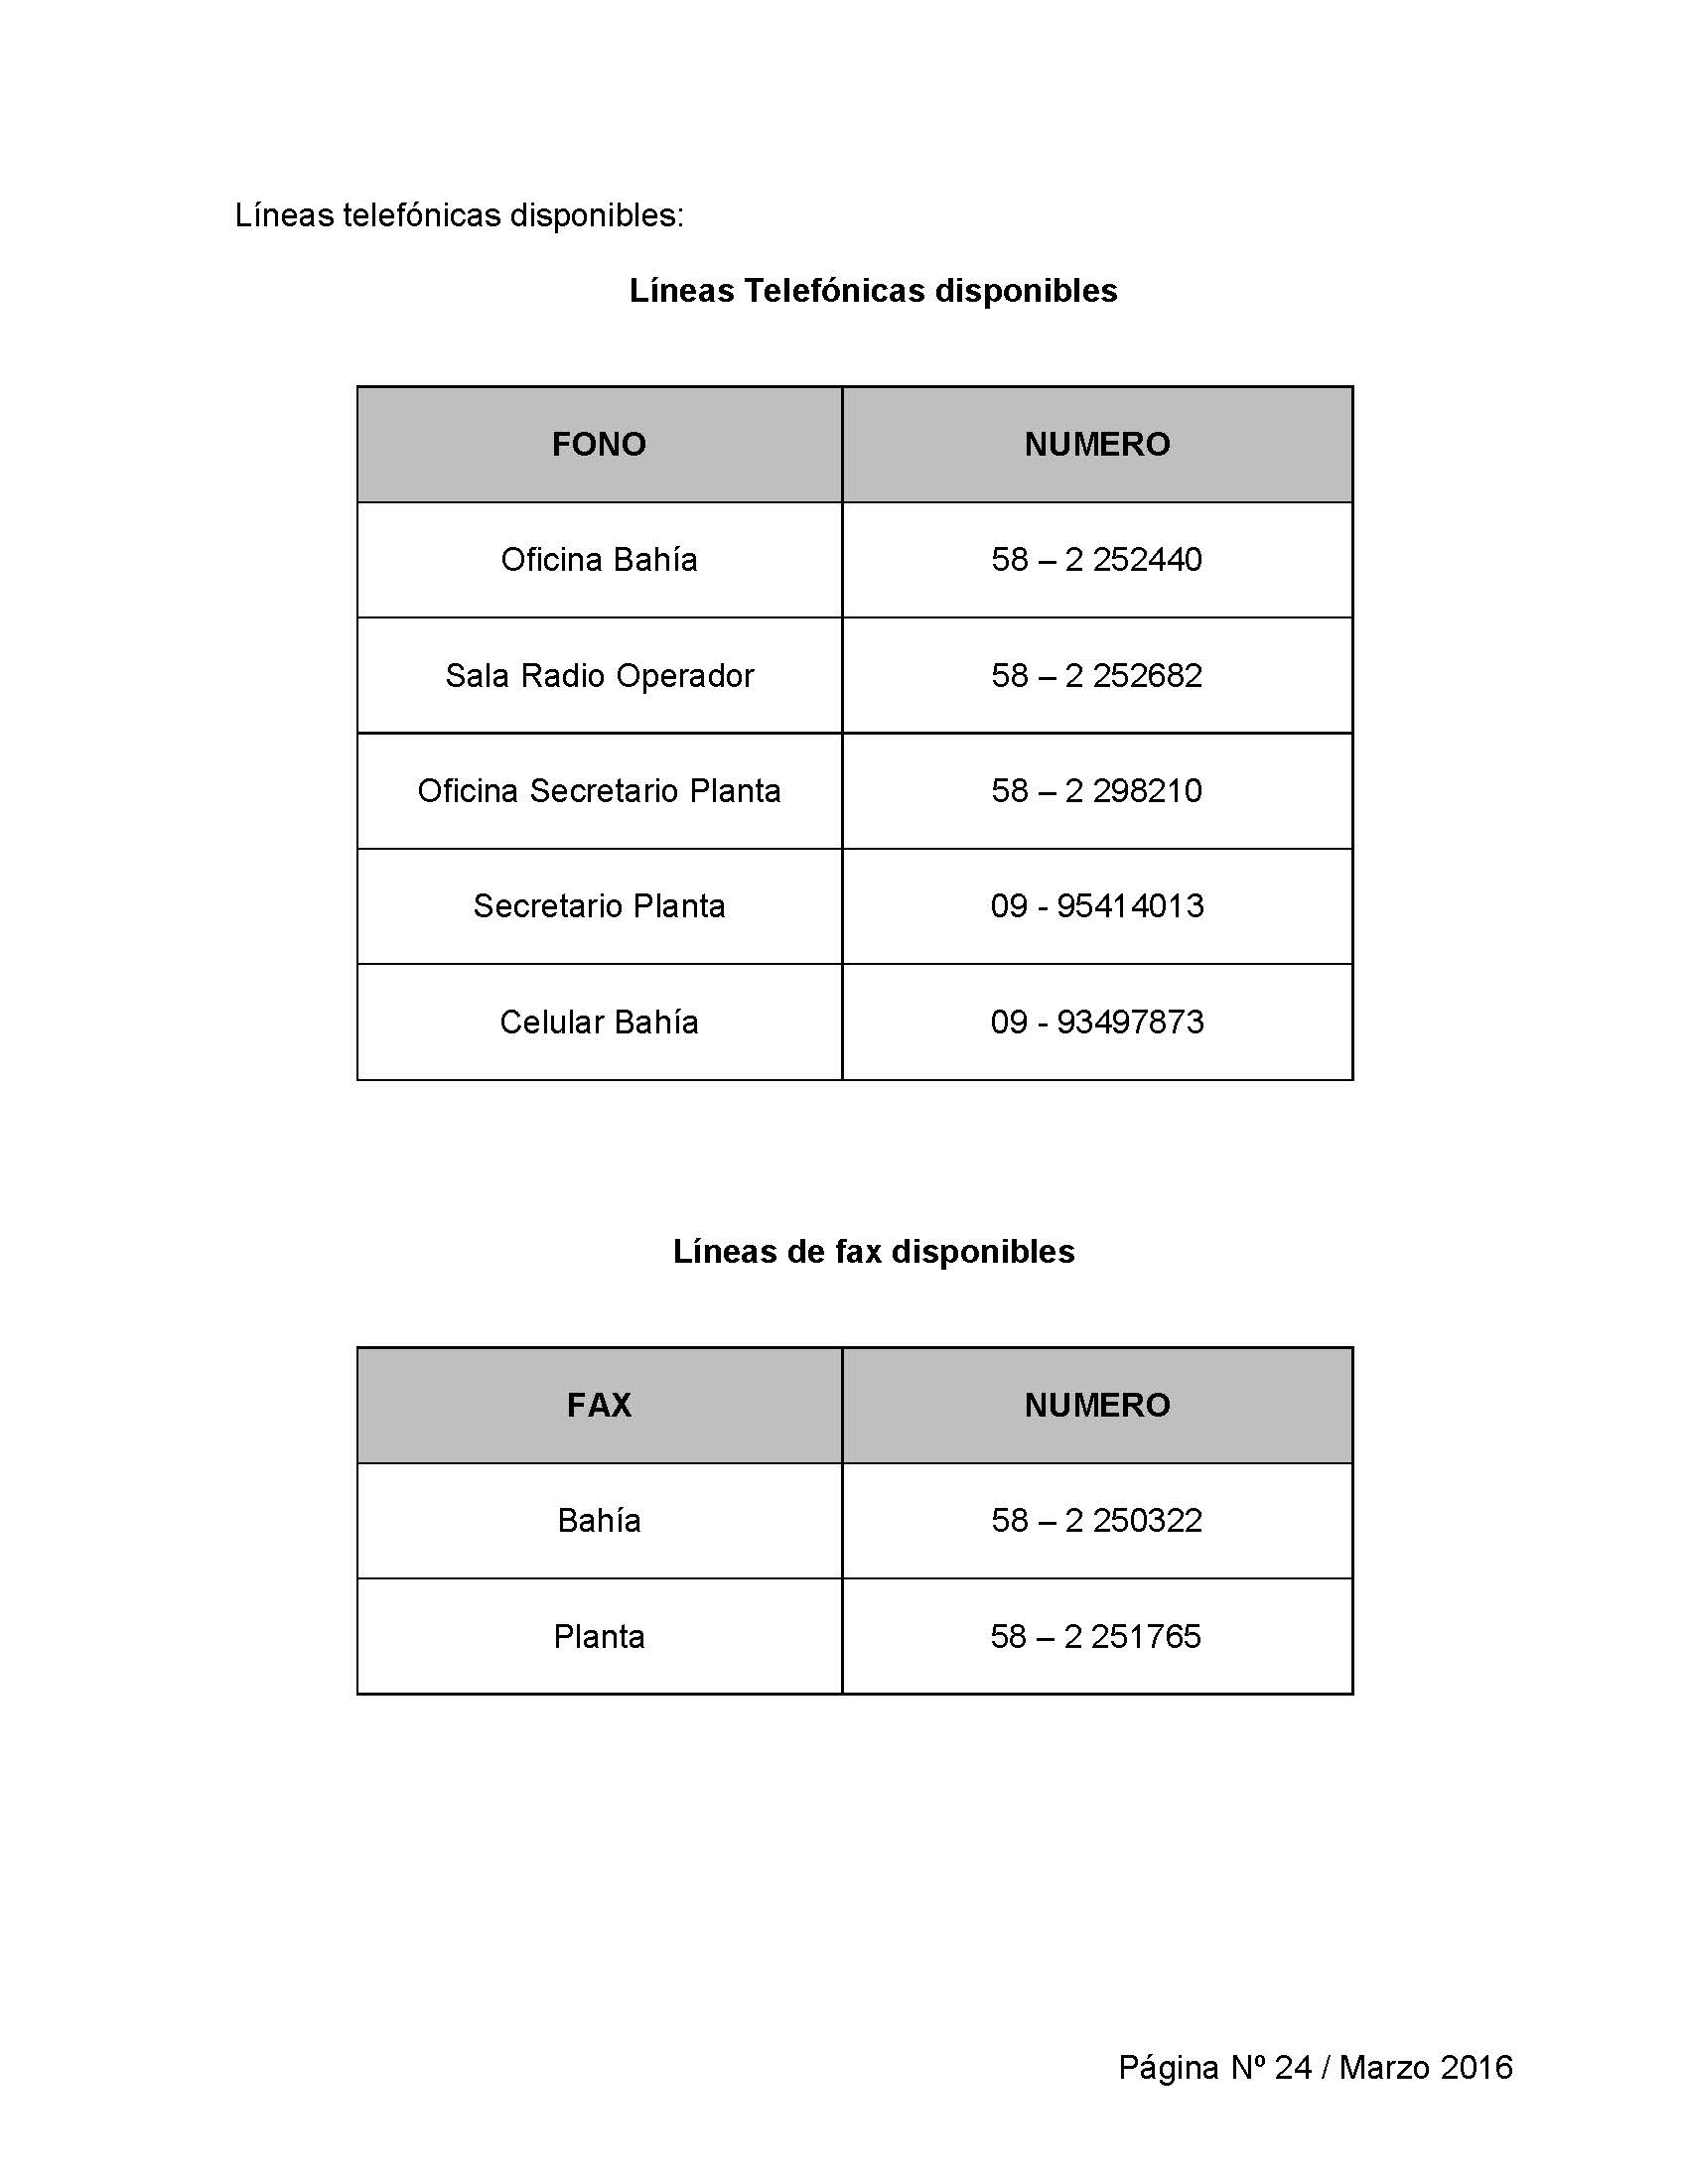 Líneas telefónicas disponibles:
Líneas Telefónicas disponibles
FONO NUMERO
Oficina Bahía 58 – 2 252440
Sala Radio Operador 58 – 2 252682
Oficina Secretario Planta 58 – 2 298210
Secretario Planta 09 - 95414013
Celular Bahía 09 - 93497873
Líneas de fax disponibles
FAX NUMERO
Bahía 58 – 2 250322
Planta 58 – 2 251765
Página Nº 24 / Marzo 2016